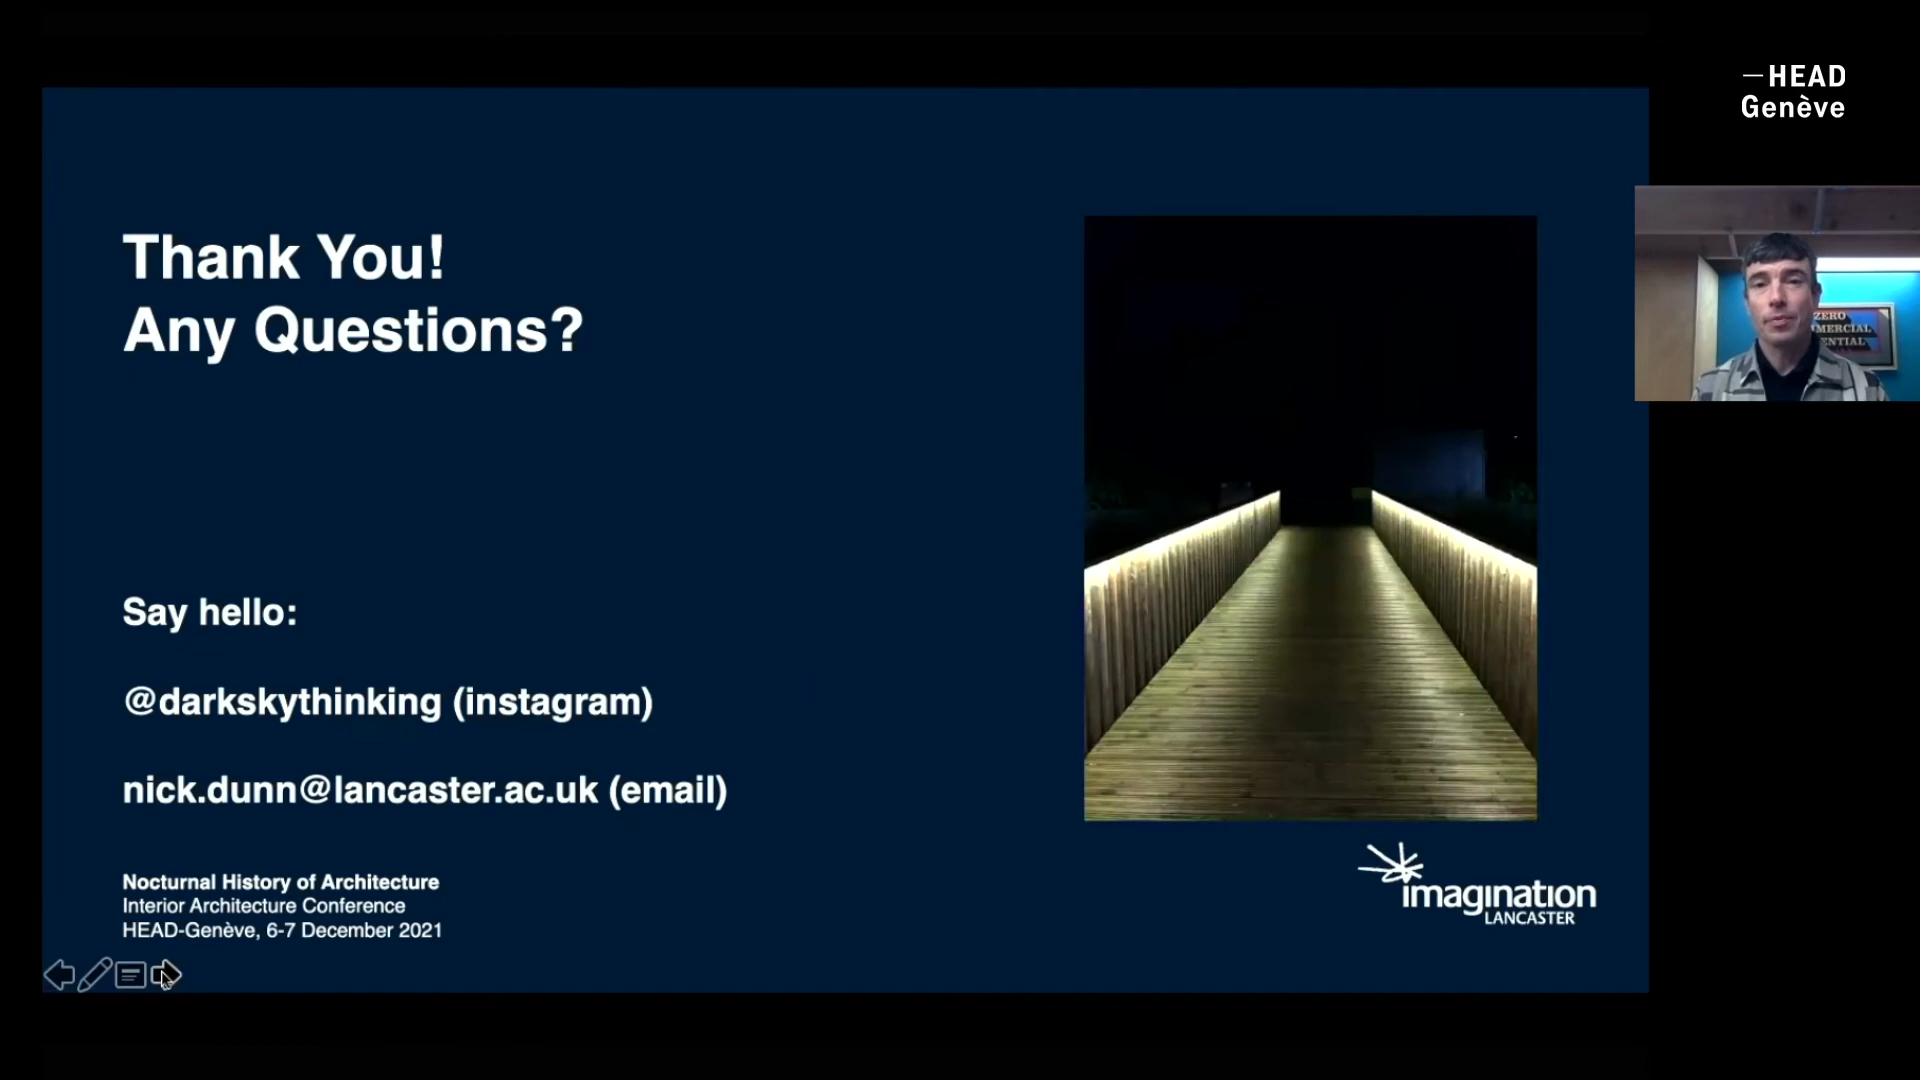 —HEAD
Genève
Thank You!
Any Questions?
Say hello:
@darkskythinking (instagram)
nick.dunn@lancaster.ac.uk (email)
Nocturnal History of Architecture
Interior Architecture Conference
HEAD-Genève, 6-7 December 2021
imagination
LANCASTER
ZERO